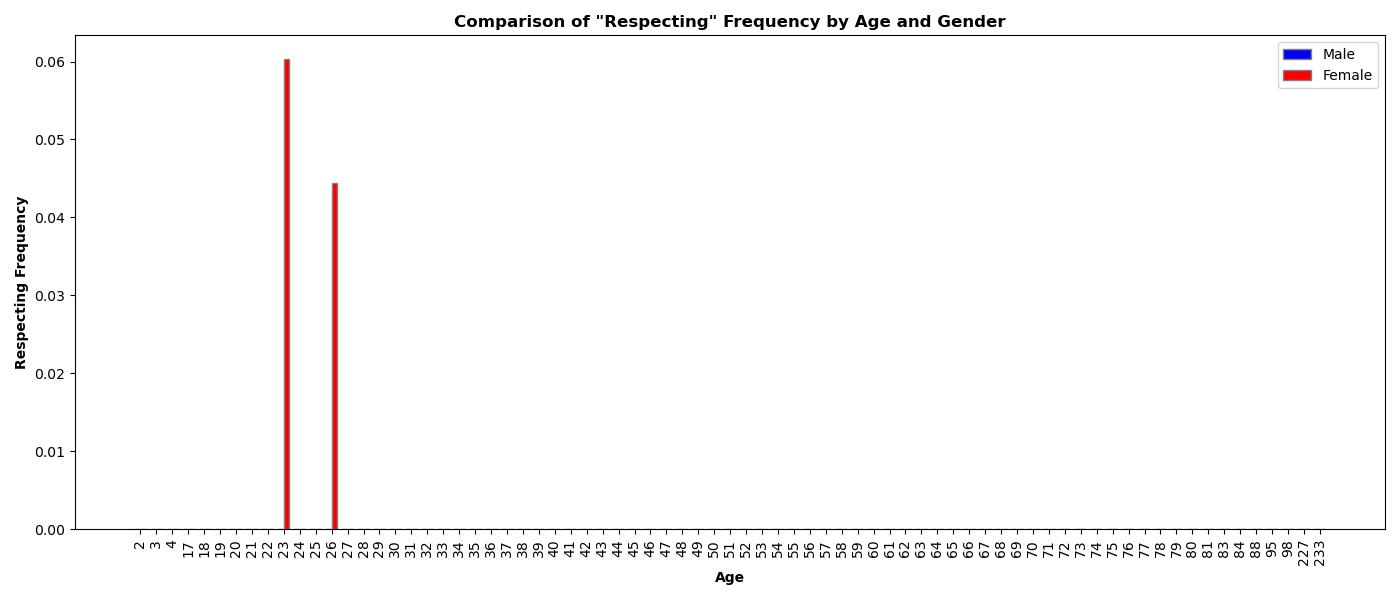 Comparison of "Respecting" Frequency by Age and Gender
Male
Female
Respecting Frequency
0.06
0.05
0.04
0.03
0.02
0.01
0.00
2 3 4 17 18 19 20 21 22 23 24 25 26 27 28 29 30 31 32 33 34 35 36 37 38 39 40 41 42 43 44 45 46 47 48 49 50 51 52 53 54 55 56 57 58 59 60 61 62 63 64 65 66 67 68 69 70 71 72 73 74 75 76 77 78 79 80 81 83 84 88 95 98 227 233
Age